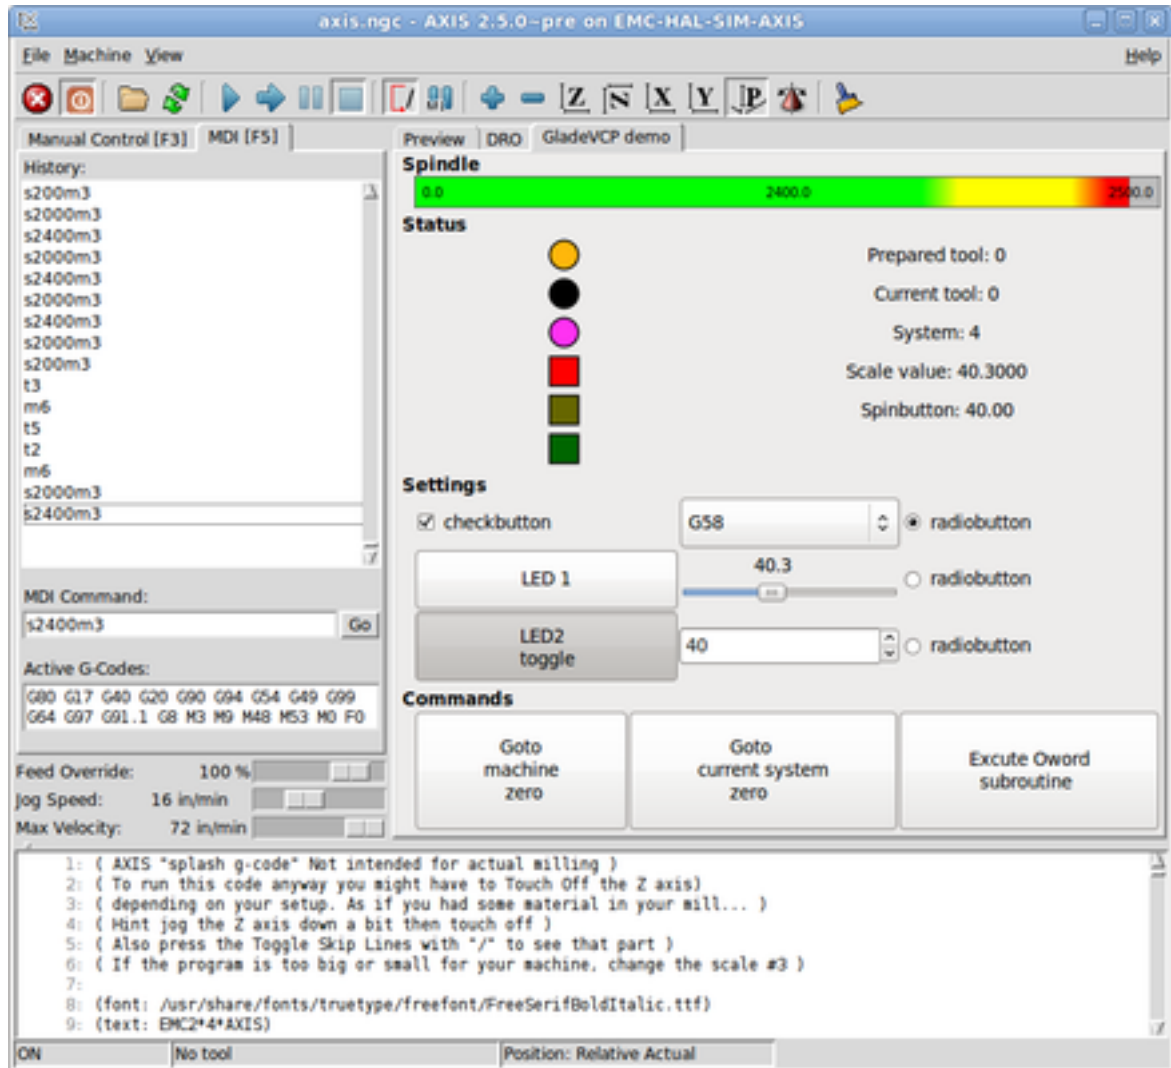 axis.ngc - AXIS 2.5.0~pre on EMC-HAL-SIM-AXIS
File Machine View Help
Z N X Y P
Manual Control [F3] MDI [F5]
Preview DRO GladeVCP demo
History:
s200m3
s2000m3
s2400m3
s2000m3
s2400m3
s2000m3
s2400m3
s2000m3
s200m3
t3
m6
t5
t2
m6
s2000m3
s2400m3
MDI Command:
s2400m3 Go
Active G-Codes:
G80 G17 G40 G20 G90 G94 G54 G49 G99
G64 G97 G91.1 G8 M3 M9 M48 M53 M0 F0
Feed Override: 100 %
Jog Speed: 16 in/min
Max Velocity: 72 in/min
Spindle
0.0 2400.0 2500.0
Status
Prepared tool: 0
Current tool: 0
System: 4
Scale value: 40.3000
Spinbutton: 40.00
Settings
checkbutton G58 radiobutton
LED 1 40.3 radiobutton
LED2
toggle 40 radiobutton
Commands
Goto
machine
zero
Goto
current system
zero
Excute Oword
subroutine
1: ( AXIS "splash g-code" Not intended for actual milling )
2: ( To run this code anyway you might have to Touch Off the Z axis)
3: ( depending on your setup. As if you had some material in your mill... )
4: ( Hint jog the Z axis down a bit then touch off )
5: ( Also press the Toggle Skip Lines with "/" to see that part )
6: ( If the program is too big or small for your machine, change the scale #3 )
7:
8: (font: /usr/share/fonts/truetype/freefont/FreeSerifBoldItalic.ttf)
9: (text: EMC2*4*AXIS)
ON No tool Position: Relative Actual